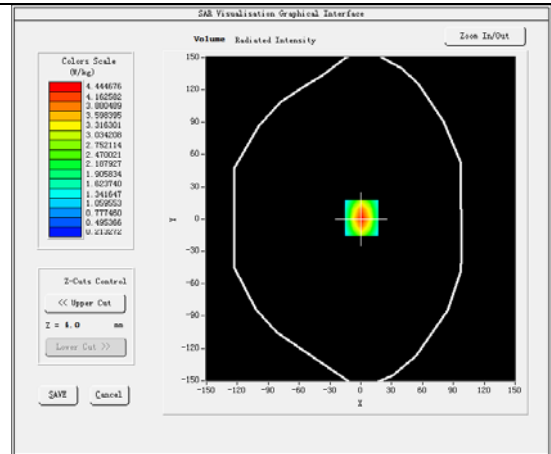 SAR Visualisation Graphical Interface
Volume Radiated Intensity
Zoom In/Out
Colors Scale
(W/kg)
4.444676
4.162582
3.880489
3.598395
3.316301
3.034208
2.752114
2.470021
2.187927
1.905834
1.623740
1.341647
1.059553
0.777460
0.495366
0.213272
Z-Cuts Control
<< Upper Cut
Z = 4.0 mm
Lower Cut >>
SAVE
Cancel
150
120
90
60
30
0
-30
-60
-90
-120
-150
Y
-150 -120 -90 -60 -30 0 30 60 90 120 150
X